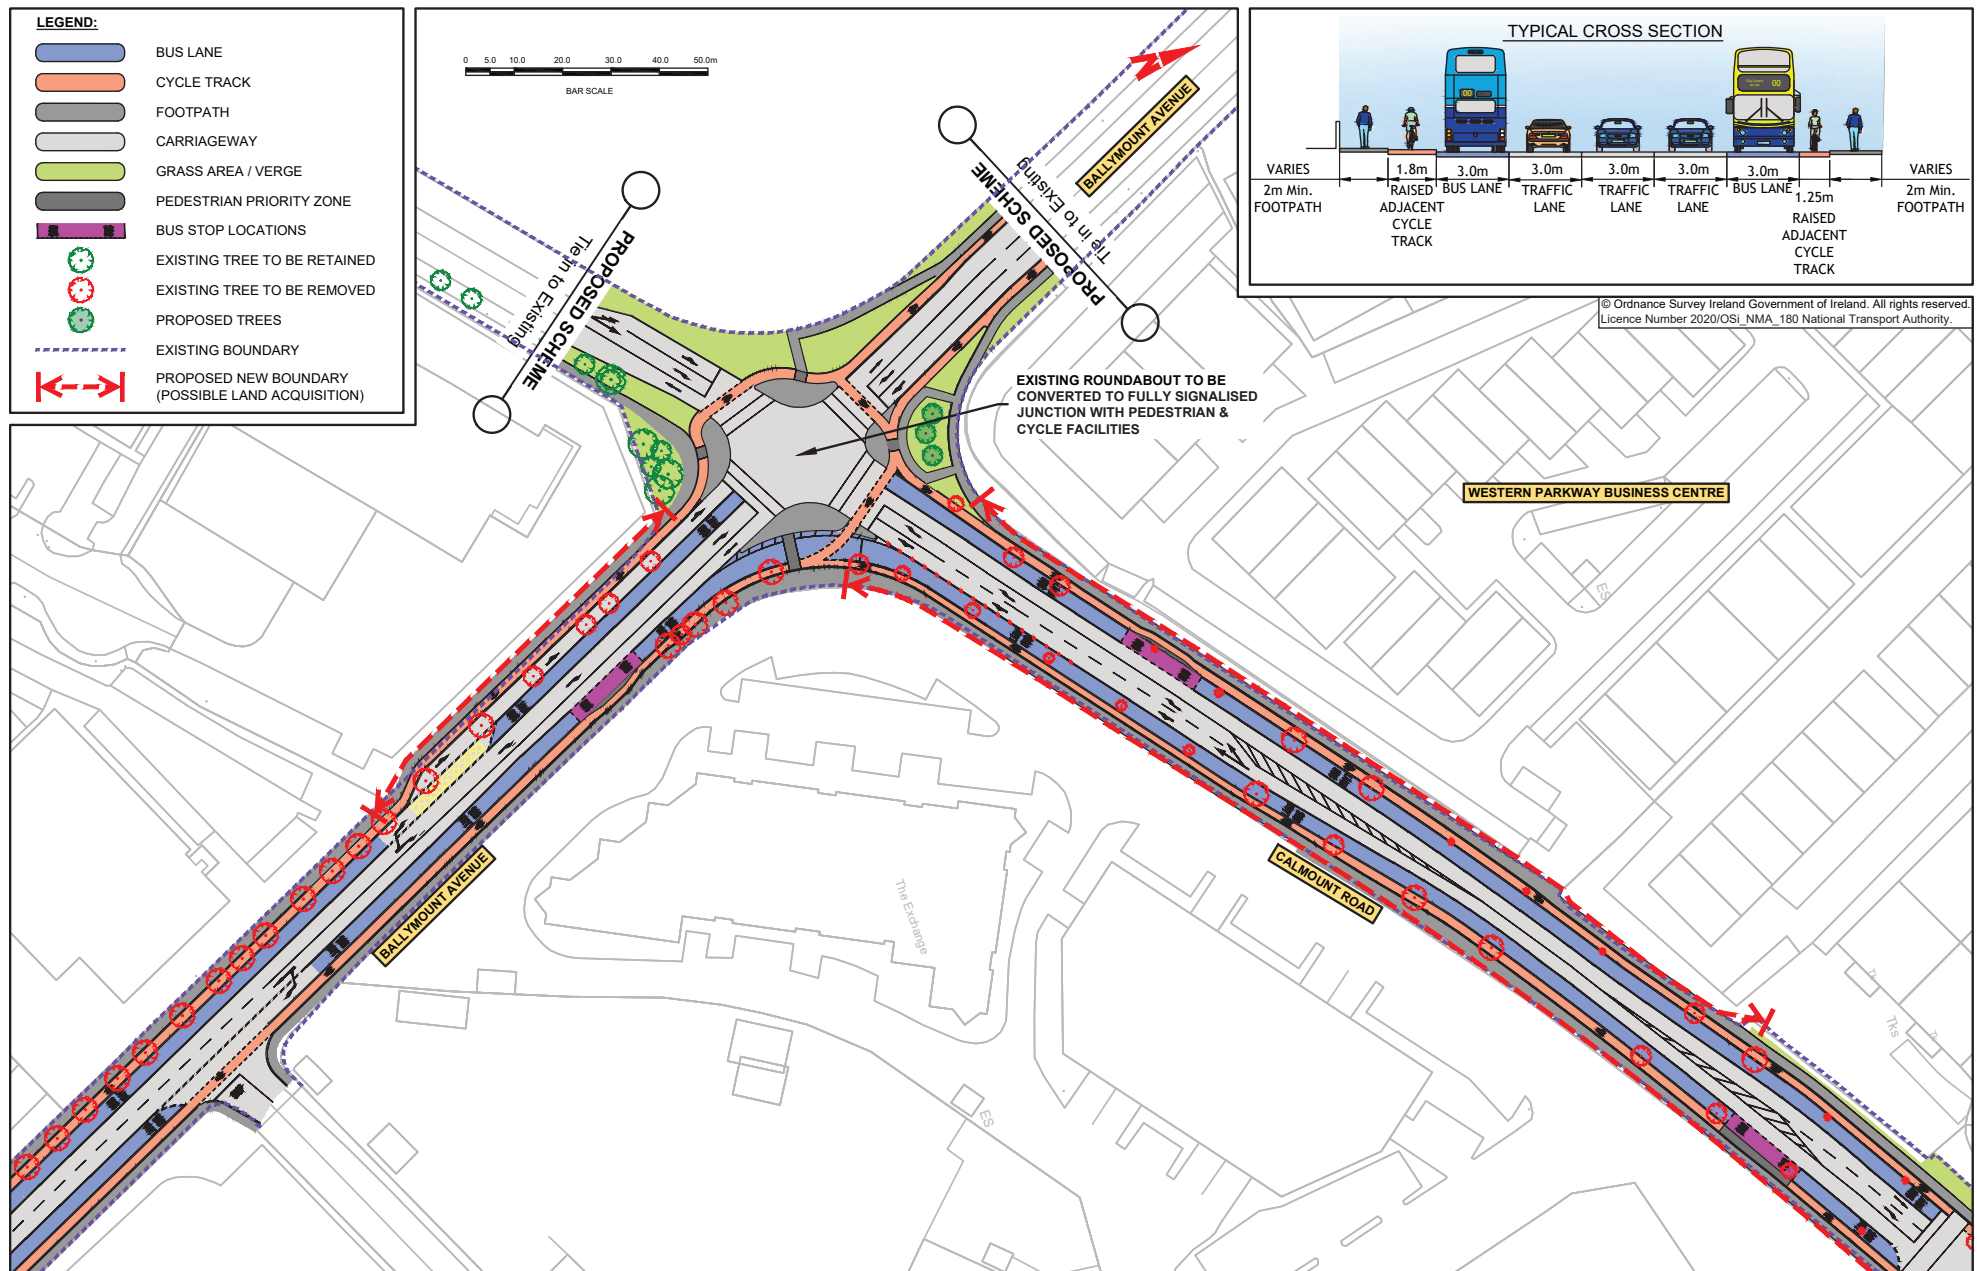 LEGEND:
BUS LANE
CYCLE TRACK
FOOTPATH
CARRIAGEWAY
GRASS AREA / VERGE
PEDESTRIAN PRIORITY ZONE
BUS STOP LOCATIONS
EXISTING TREE TO BE RETAINED
EXISTING TREE TO BE REMOVED
PROPOSED TREES
EXISTING BOUNDARY
PROPOSED NEW BOUNDARY
(POSSIBLE LAND ACQUISITION)
0 5.0 10.0 20.0 30.0 40.0 50.0m
BAR SCALE
TYPICAL CROSS SECTION
00
00
VARIES
2m Min.
FOOTPATH
1.8m
RAISED
ADJACENT
CYCLE
TRACK
3.0m
BUS LANE
3.0m
TRAFFIC
LANE
3.0m
TRAFFIC
LANE
3.0m
TRAFFIC
LANE
3.0m
BUS LANE
1.25m
RAISED
ADJACENT
CYCLE
TRACK
VARIES
2m Min.
FOOTPATH
© Ordnance Survey Ireland Government of Ireland. All rights reserved.
Licence Number 2020/OSi_NMA_180 National Transport Authority.
BALLYMOUNT AVENUE
PROPOSED SCHEME
Tie in to Existing
PROPOSED SCHEME
Tie in to Existing
EXISTING ROUNDABOUT TO BE
CONVERTED TO FULLY SIGNALISED
JUNCTION WITH PEDESTRIAN &
CYCLE FACILITIES
WESTERN PARKWAY BUSINESS CENTRE
ES
BALLYMOUNT AVENUE
The Exchange
CALMOUNT ROAD
ES
Tks